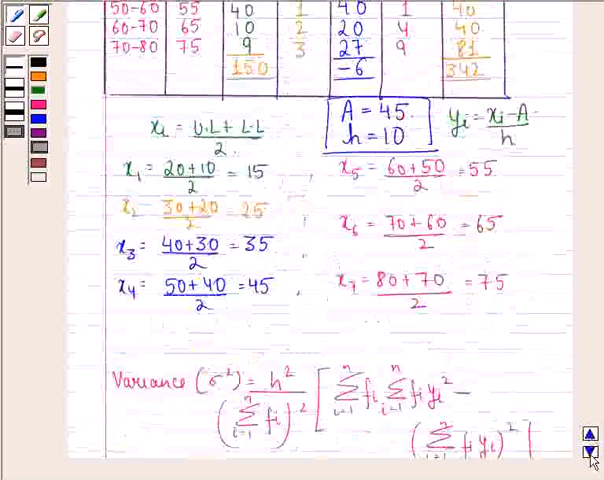 50-60 55 40 1 40 1 40
60-70 65 10 2 20 4 40
70-80 75 9 3 27 9 81
150 -6 342
A = 45
h = 10
yi = xi-A / h
xi = U.L + L.L / 2
x1 = 20+10 / 2 = 15 , x5 = 60+50 / 2 = 55
x2 = 30+20 / 2 = 25
x6 = 70+60 / 2 = 65
x3 = 40+30 / 2 = 35
x4 = 50+40 / 2 = 45 , x7 = 80+70 / 2 = 75
Variance (σ²) = h² / (∑ i=1 n fi)² [ ∑ i=1 n fi ∑ i=1 n fi yi² -
(∑ i=1 n fi yi)² ]